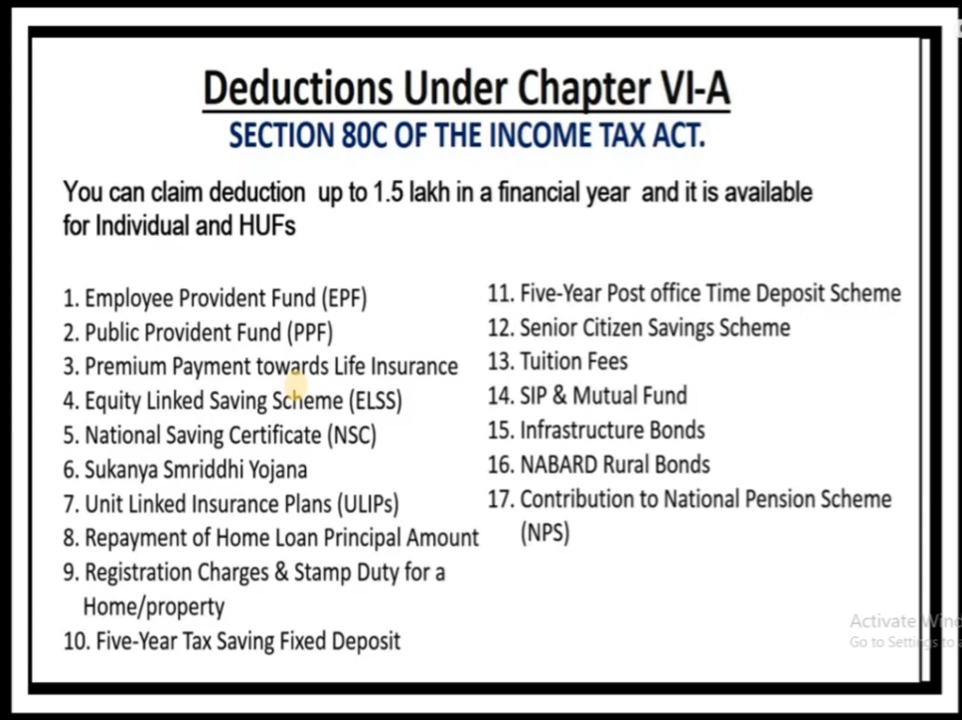 Deductions Under Chapter VI-A
SECTION 80C OF THE INCOME TAX ACT.
You can claim deduction up to 1.5 lakh in a financial year and it is available
for Individual and HUFs
1. Employee Provident Fund (EPF)
2. Public Provident Fund (PPF)
3. Premium Payment towards Life Insurance
4. Equity Linked Saving Scheme (ELSS)
5. National Saving Certificate (NSC)
6. Sukanya Smriddhi Yojana
7. Unit Linked Insurance Plans (ULIPs)
8. Repayment of Home Loan Principal Amount
9. Registration Charges & Stamp Duty for a
Home/property
10. Five-Year Tax Saving Fixed Deposit
11. Five-Year Post office Time Deposit Scheme
12. Senior Citizen Savings Scheme
13. Tuition Fees
14. SIP & Mutual Fund
15. Infrastructure Bonds
16. NABARD Rural Bonds
17. Contribution to National Pension Scheme
(NPS)
Activate Wind
Go to Settings to a